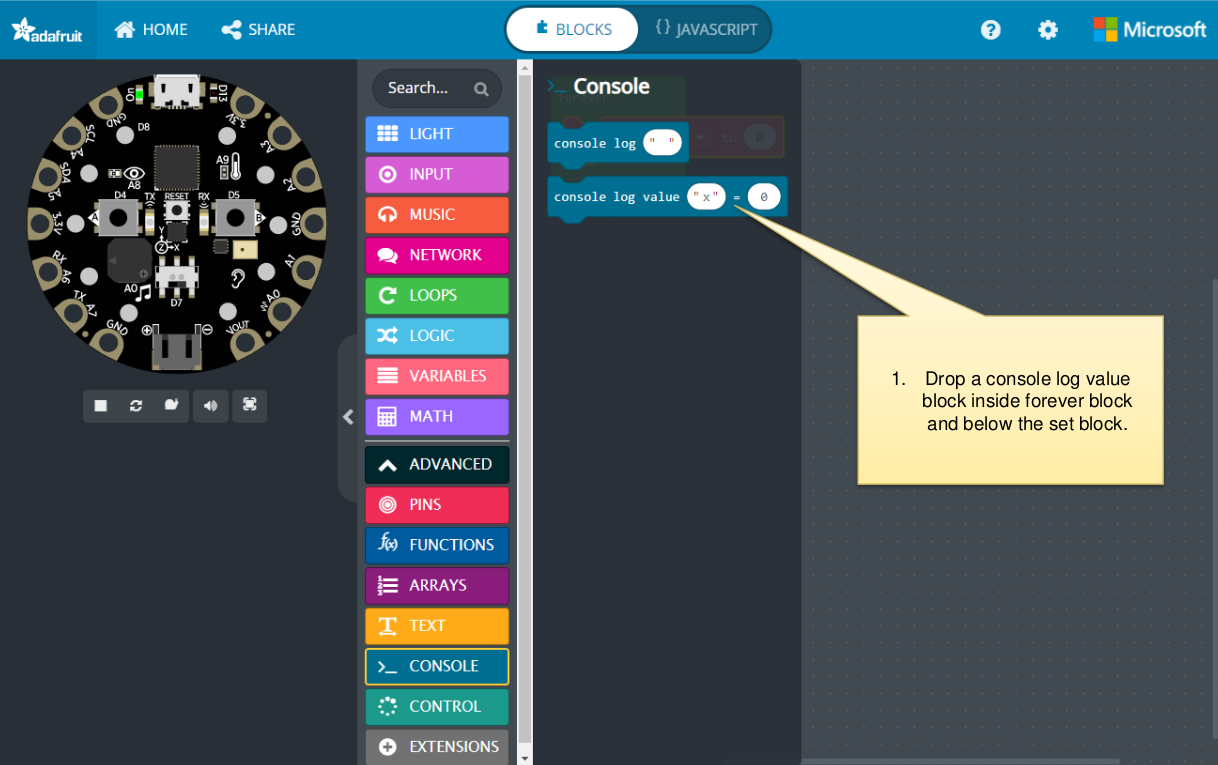 adafruit
HOME
SHARE
BLOCKS
{} JAVASCRIPT
?
Microsoft
On
D13
GND
3.3V
D8
SCL
A4
A3
SDA
A5
A2
A8
A9
D4
TX
RESET
RX
D5
A
B
3.3V
GND
Y
Z
X
RX
A6
A1
A0
TX
A7
D7
A0
GND
VOUT
Search...
LIGHT
INPUT
MUSIC
NETWORK
LOOPS
LOGIC
VARIABLES
MATH
ADVANCED
PINS
f(x) FUNCTIONS
ARRAYS
TEXT
>_ CONSOLE
CONTROL
EXTENSIONS
>_ Console
forever
to 0
console log " "
console log value "x" = 0
1. Drop a console log value
block inside forever block
and below the set block.